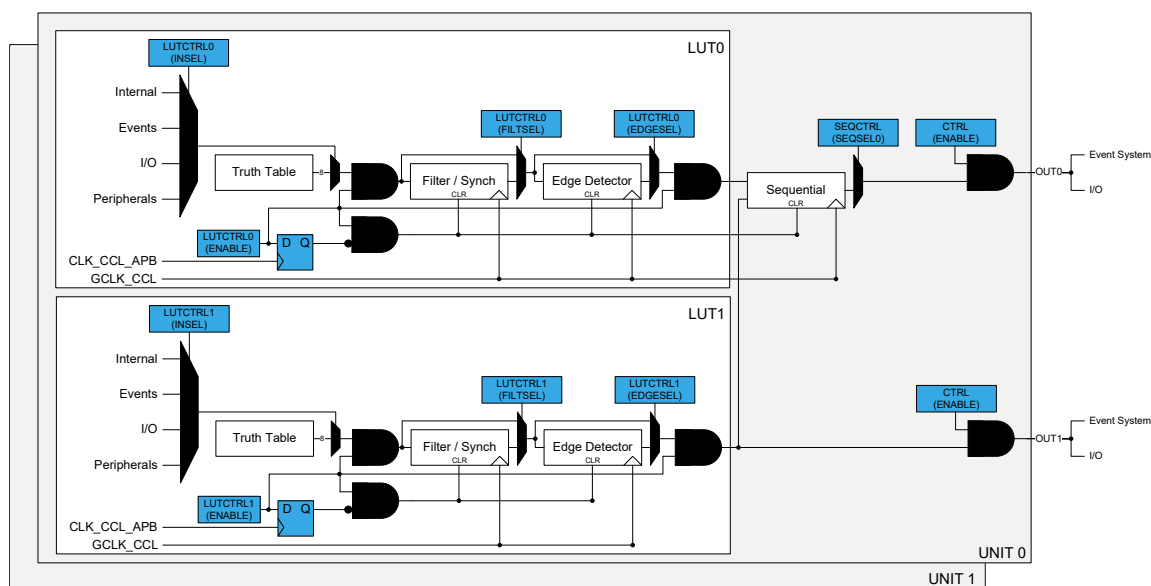 LUT0
LUTCTRL0
(INSEL)
Internal
Events
I/O
Peripherals
Truth Table
8
LUTCTRL0
(FILTSEL)
LUTCTRL0
(EDGESEL)
Filter / Synch
CLR
Edge Detector
CLR
SEQCTRL
(SEQSEL0)
Sequential
CLR
CTRL
(ENABLE)
OUT0
Event System
I/O
LUTCTRL0
(ENABLE)
D Q
CLK_CCL_APB
GCLK_CCL
LUT1
LUTCTRL1
(INSEL)
Internal
Events
I/O
Peripherals
Truth Table
8
LUTCTRL1
(FILTSEL)
LUTCTRL1
(EDGESEL)
Filter / Synch
CLR
Edge Detector
CLR
CTRL
(ENABLE)
OUT1
Event System
I/O
LUTCTRL1
(ENABLE)
D Q
CLK_CCL_APB
GCLK_CCL
UNIT 0
UNIT 1